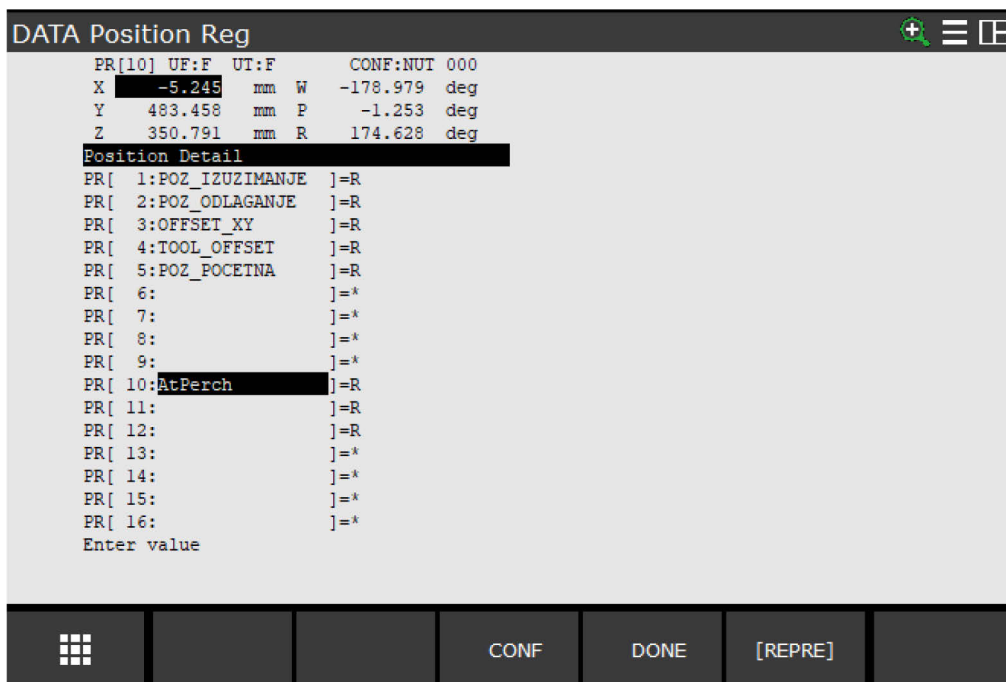 DATA Position Reg
PR[10] UF:F UT:F CONF:NUT 000
X -5.245 mm W -178.979 deg
Y 483.458 mm P -1.253 deg
Z 350.791 mm R 174.628 deg
Position Detail
PR[ 1:POZ_IZUZIMANJE ]=R
PR[ 2:POZ_ODLAGANJE ]=R
PR[ 3:OFFSET_XY ]=R
PR[ 4:TOOL_OFFSET ]=R
PR[ 5:POZ_POCETNA ]=R
PR[ 6: ]=*
PR[ 7: ]=*
PR[ 8: ]=*
PR[ 9: ]=*
PR[ 10:AtPerch ]=R
PR[ 11: ]=R
PR[ 12: ]=R
PR[ 13: ]=*
PR[ 14: ]=*
PR[ 15: ]=*
PR[ 16: ]=*
Enter value
CONF DONE [REPRE]